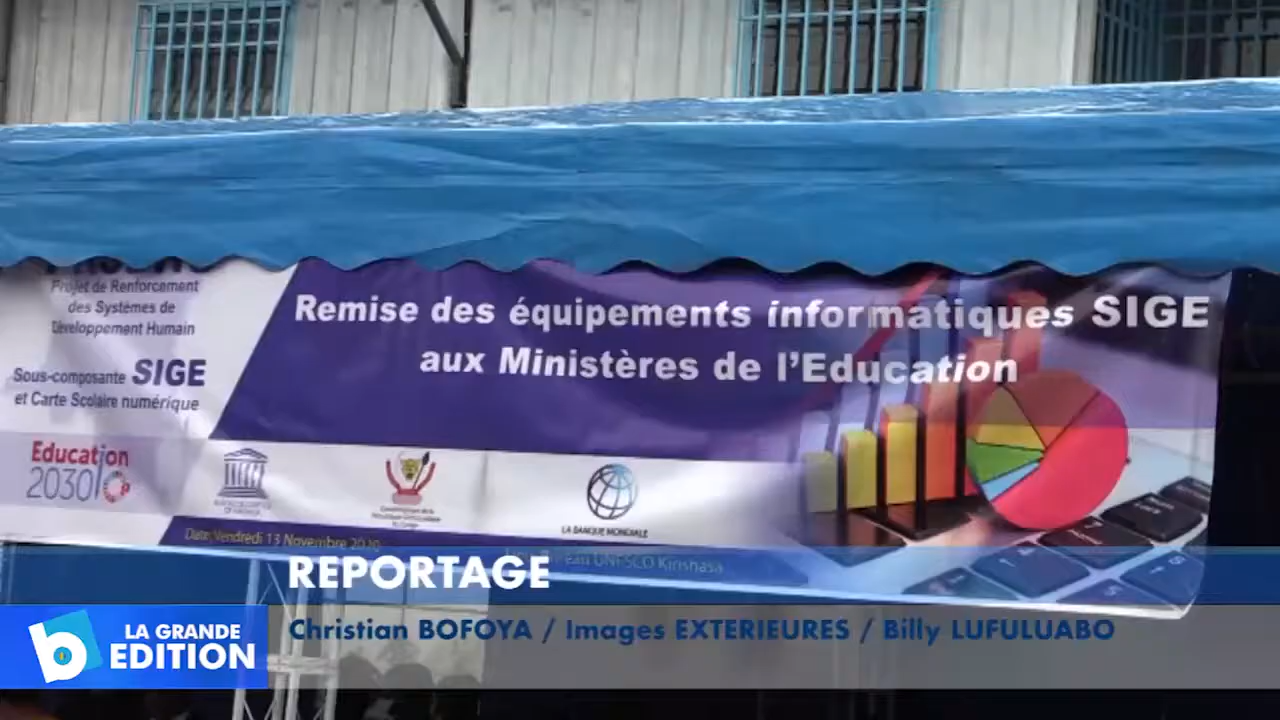 Projet de Renforcement
des Systèmes de
Développement Humain
Sous-composante SIGE
et Carte Scolaire numérique
Remise des équipements informatiques SIGE
aux Ministères de l'Education
Education
2030
LA BANQUE MONDIALE
Date: Vendredi 13 Novembre
UNESCO Kinshasa
REPORTAGE
Christian BOFOYA / Images EXTERIEURES / Billy LUFULUABO
LA GRANDE
EDITION